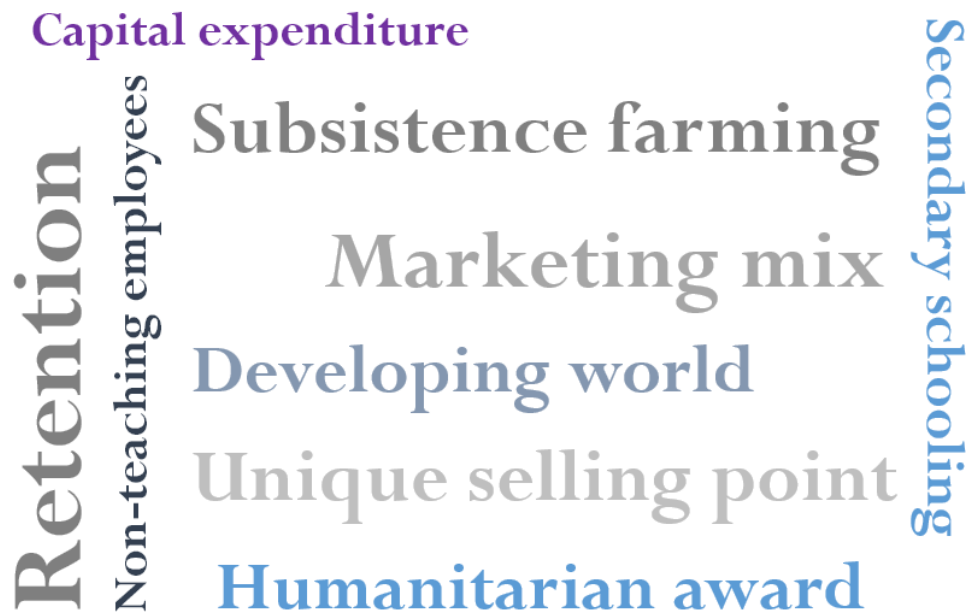 Capital expenditure
Secondary schooling
Retention
Non-teaching employees
Subsistence farming
Marketing mix
Developing world
Unique selling point
Humanitarian award